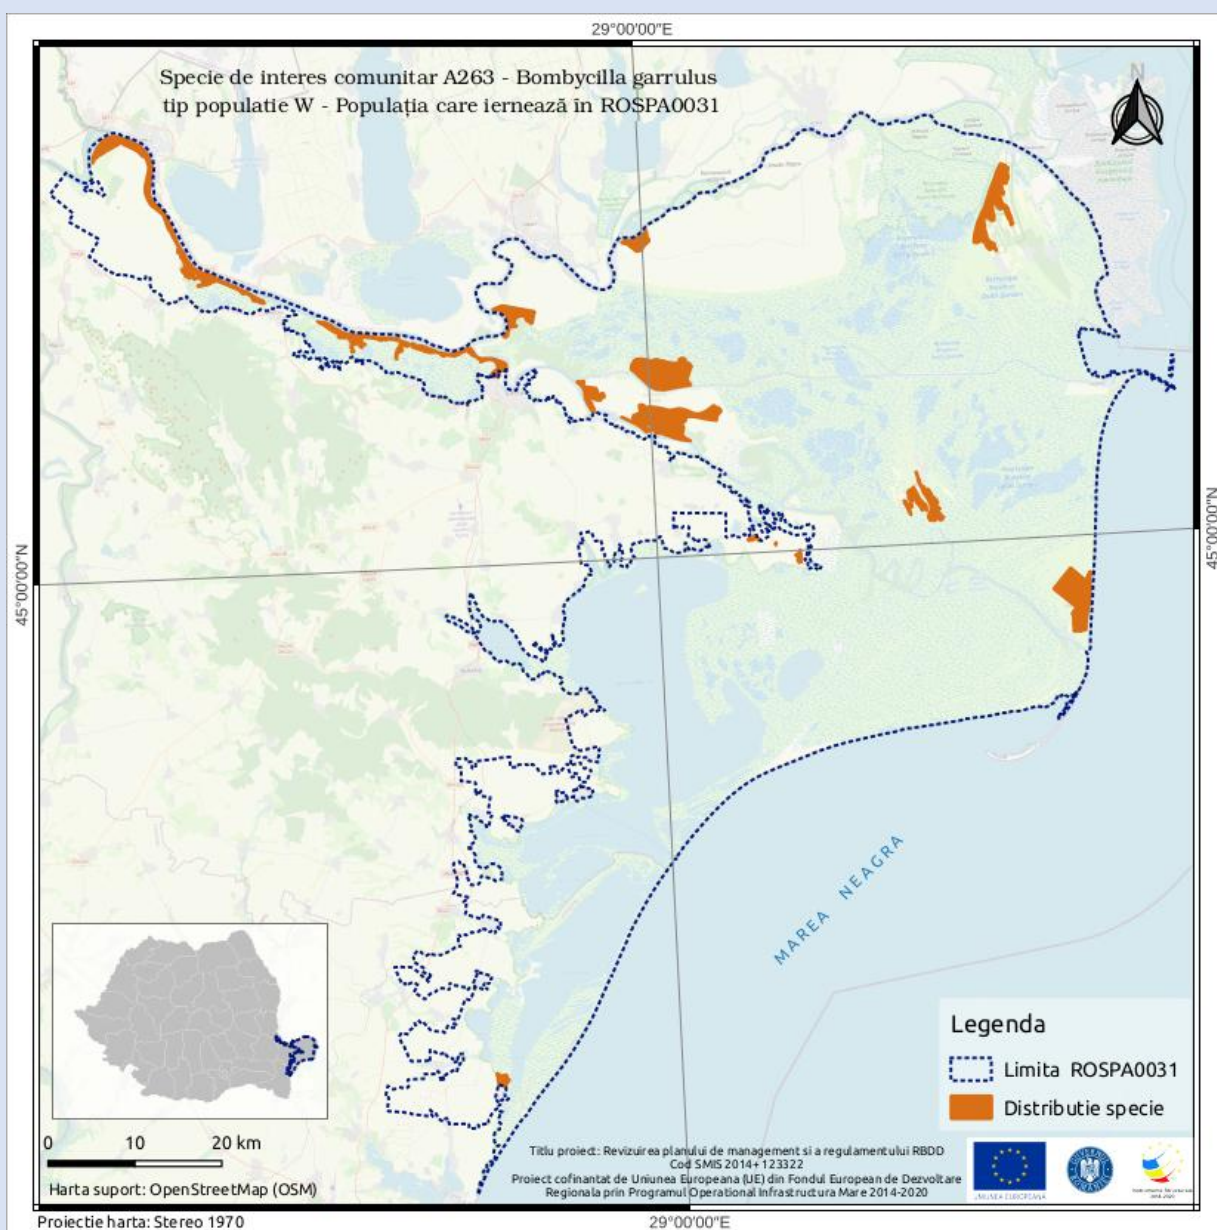 29°00'00"E
Specie de interes comunitar A263 - Bombycilla garrulus
tip populatie W - Populația care iernează în ROSPA0031
N
45°00'00"N
45°00'00"N
MAREA NEAGRA
Legenda
Limita ROSPA0031
Distributie specie
0 10 20 km
Harta suport: OpenStreetMap (OSM)
Titlu proiect: Revizuirea planului de management si a regulamentului RBDD
Cod SMIS 2014+ 123322
Proiect cofinantat de Uniunea Europeana (UE) din Fondul European de Dezvoltare
Regionala prin Programul Operational Infrastructura Mare 2014-2020
UNIUNEA EUROPEANA
Proiectie harta: Stereo 1970
29°00'00"E